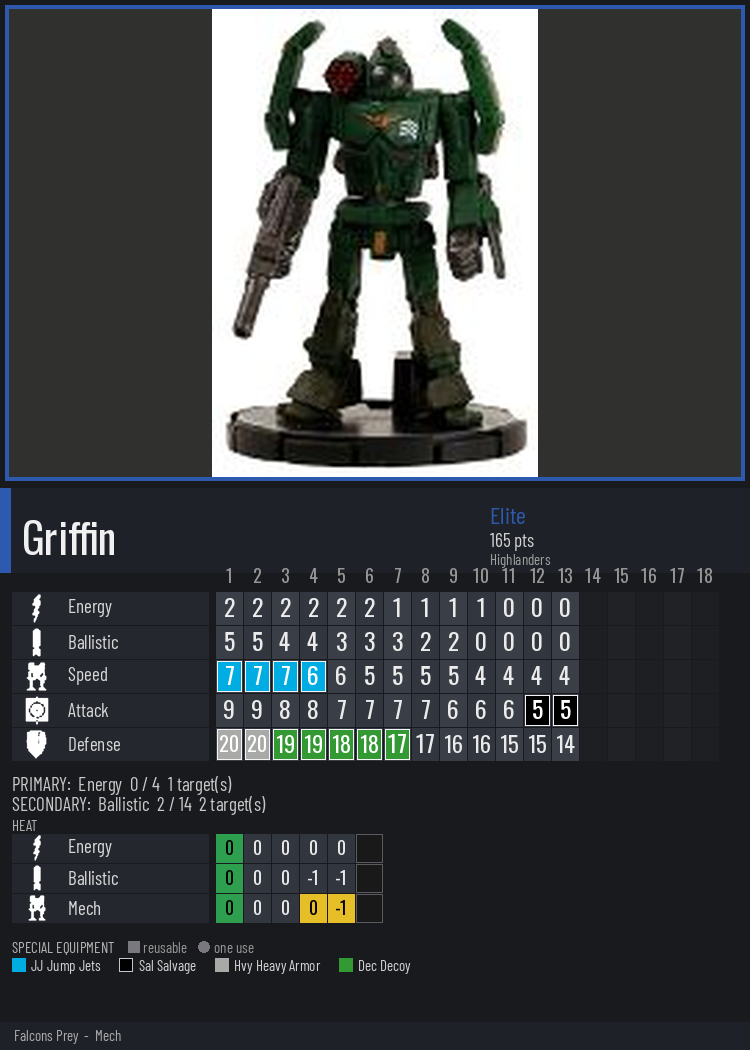 Griffin
Elite
165 pts
Highlanders
1 2 3 4 5 6 7 8 9 10 11 12 13 14 15 16 17 18
Energy 2 2 2 2 2 2 1 1 1 1 0 0 0
Ballistic 5 5 4 4 3 3 3 2 2 0 0 0 0
Speed 7 7 7 6 6 5 5 5 5 4 4 4 4
Attack 9 9 8 8 7 7 7 7 6 6 6 5 5
Defense 20 20 19 19 18 18 17 17 16 16 15 15 14
PRIMARY: Energy 0 / 4 1 target(s)
SECONDARY: Ballistic 2 / 14 2 target(s)
HEAT
Energy 0 0 0 0 0
Ballistic 0 0 0 -1 -1
Mech 0 0 0 0 -1
SPECIAL EQUIPMENT reusable one use
JJ Jump Jets Sal Salvage Hvy Heavy Armor Dec Decoy
Falcons Prey - Mech